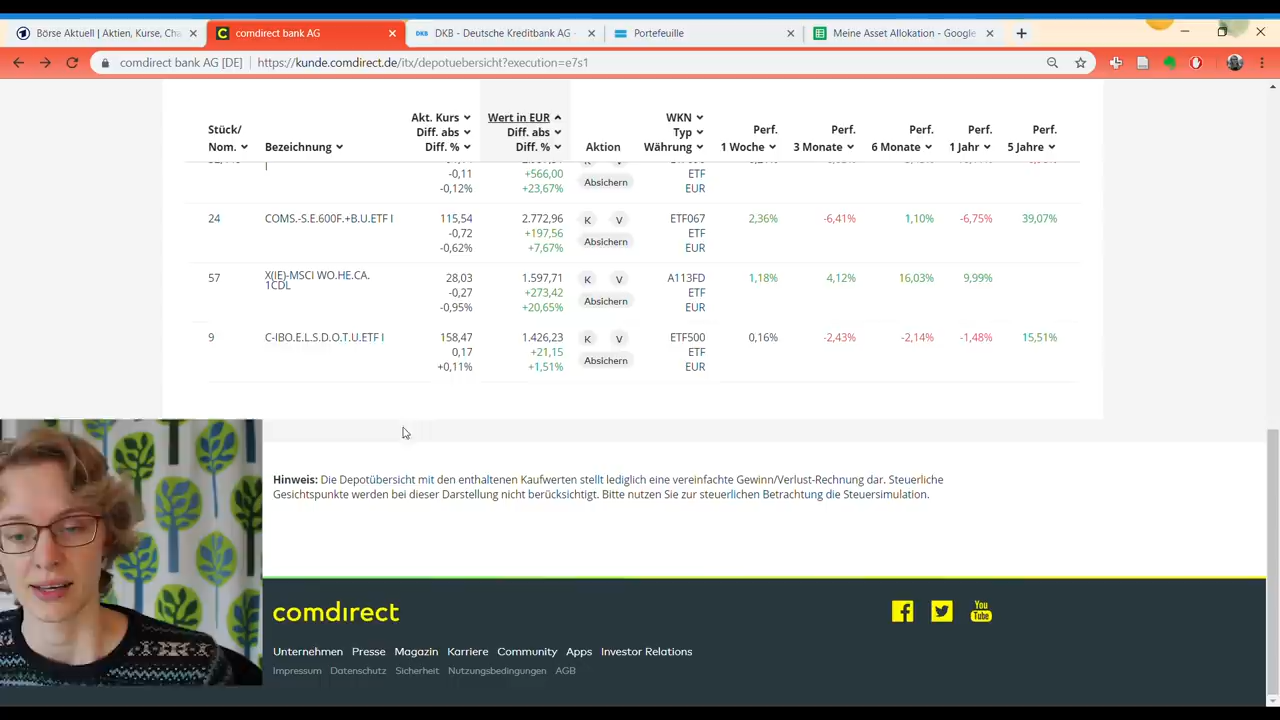 Börse Aktuell | Aktien, Kurse, Cha
comdirect bank AG
DKB - Deutsche Kreditbank AG -
Portefeuille
Meine Asset Allokation - Google
comdirect bank AG [DE]
https://kunde.comdirect.de/itx/depotuebersicht?execution=e7s1
Stück/
Nom.
Bezeichnung
Akt. Kurs
Diff. abs
Diff. %
Wert in EUR
Diff. abs
Diff. %
Aktion
WKN
Typ
Währung
Perf.
1 Woche
Perf.
3 Monate
Perf.
6 Monate
Perf.
1 Jahr
Perf.
5 Jahre
-0,11
-0,12%
+566,00
+23,67%
Absichern
ETF
EUR
24
COMS.-S.E.600F.+B.U.ETF I
115,54
-0,72
-0,62%
2.772,96
+197,56
+7,67%
K V
Absichern
ETF067
ETF
EUR
2,36%
-6,41%
1,10%
-6,75%
39,07%
57
X(IE)-MSCI WO.HE.CA.
1CDL
28,03
-0,27
-0,95%
1.597,71
+273,42
+20,65%
K V
Absichern
A113FD
ETF
EUR
1,18%
4,12%
16,03%
9,99%
9
C-IBO.E.L.S.D.O.T.U.ETF I
158,47
0,17
+0,11%
1.426,23
+21,15
+1,51%
K V
Absichern
ETF500
ETF
EUR
0,16%
-2,43%
-2,14%
-1,48%
15,51%
Hinweis: Die Depotübersicht mit den enthaltenen Kaufwerten stellt lediglich eine vereinfachte Gewinn/Verlust-Rechnung dar. Steuerliche
Gesichtspunkte werden bei dieser Darstellung nicht berücksichtigt. Bitte nutzen Sie zur steuerlichen Betrachtung die Steuersimulation.
comdirect
You
Tube
Unternehmen Presse Magazin Karriere Community Apps Investor Relations
Impressum Datenschutz Sicherheit Nutzungsbedingungen AGB